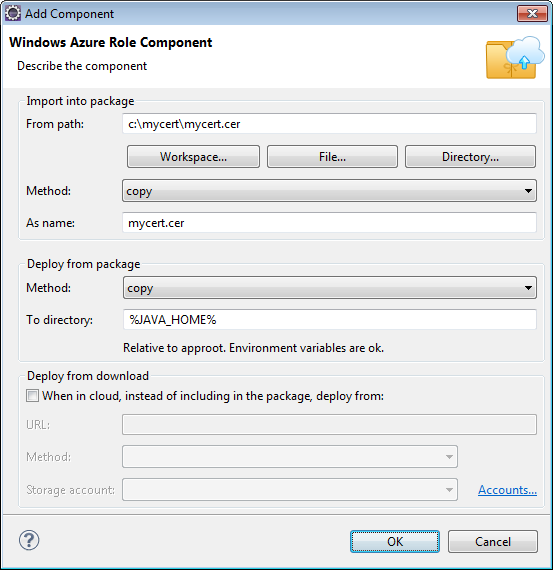 Add Component
Windows Azure Role Component
Describe the component
Import into package
From path: c:\mycert\mycert.cer
Workspace... File... Directory...
Method: copy
As name: mycert.cer
Deploy from package
Method: copy
To directory: %JAVA_HOME%
Relative to approot. Environment variables are ok.
Deploy from download
When in cloud, instead of including in the package, deploy from:
URL:
Method:
Storage account: Accounts...
? OK Cancel